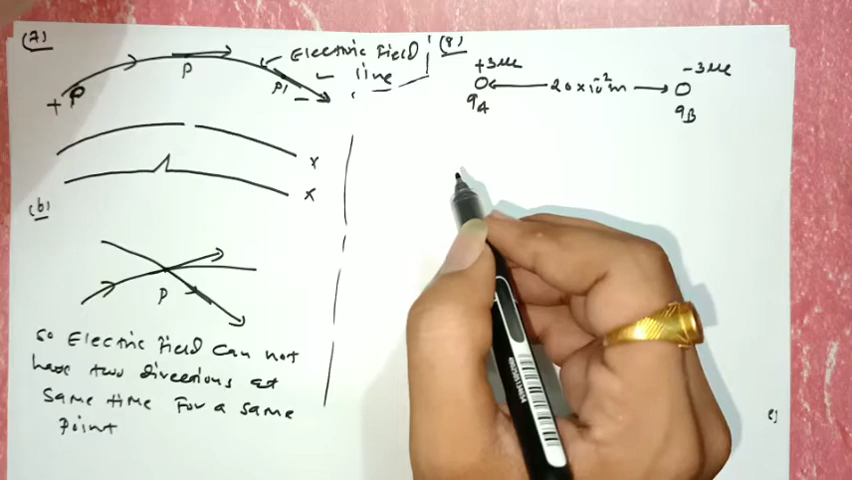 (7)
Electric Field
line
P
P
P1
+
-
x
x
(b)
P
So Electric Field can not
have two directions at
same time For a same
Point
(8)
+3μC
-3μC
20×10⁻²m
qA
qB